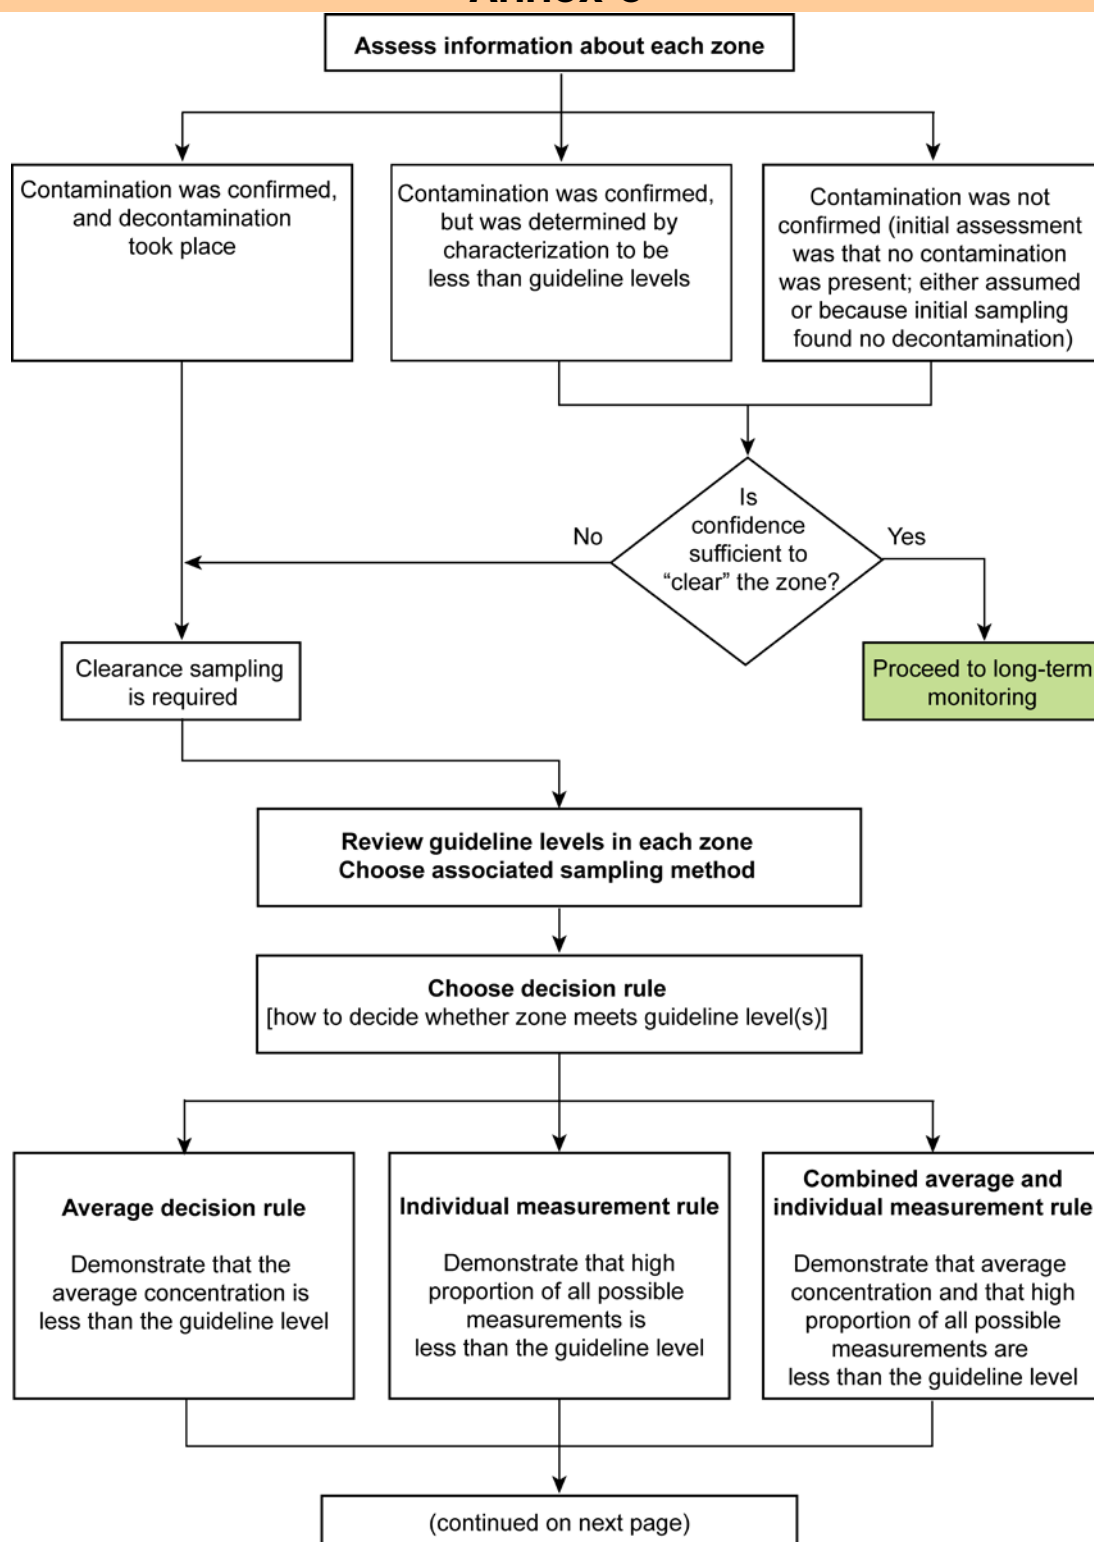 Assess information about each zone
Contamination was confirmed,
and decontamination
took place
Contamination was confirmed,
but was determined by
characterization to be
less than guideline levels
Contamination was not
confirmed (initial assessment
was that no contamination
was present; either assumed
or because initial sampling
found no decontamination)
Is
confidence
sufficient to
“clear” the zone?
No
Yes
Clearance sampling
is required
Proceed to long-term
monitoring
Review guideline levels in each zone
Choose associated sampling method
Choose decision rule
[how to decide whether zone meets guideline level(s)]
Average decision rule
Demonstrate that the
average concentration is
less than the guideline level
Individual measurement rule
Demonstrate that high
proportion of all possible
measurements is
less than the guideline level
Combined average and
individual measurement rule
Demonstrate that average
concentration and that high
proportion of all possible
measurements are
less than the guideline level
(continued on next page)